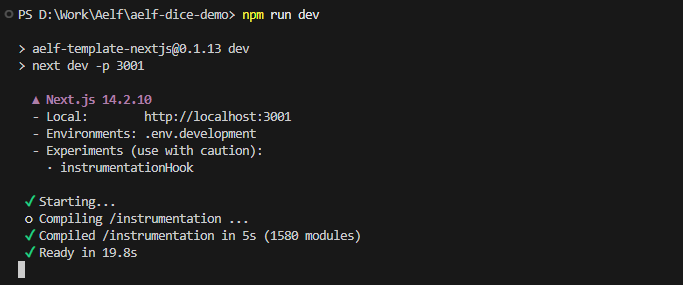 PS D:\Work\Aelf\aelf-dice-demo> npm run dev
> aelf-template-nextjs@0.1.13 dev
> next dev -p 3001
▲ Next.js 14.2.10
- Local: http://localhost:3001
- Environments: .env.development
- Experiments (use with caution):
· instrumentationHook
✓ Starting...
○ Compiling /instrumentation ...
✓ Compiled /instrumentation in 5s (1580 modules)
✓ Ready in 19.8s